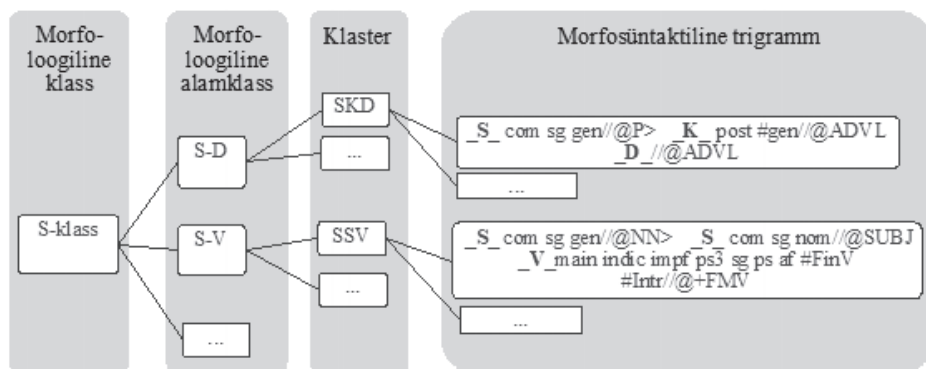 Morfo-
loogiline
klass
Morfo-
loogiline
alamklass
Klaster
Morfosüntaktiline trigramm
S-klass
S-D
S-V
...
SKD
...
SSV
...
_S_ com sg gen//@P> _K_ post #gen//@ADVL
_D_//@ADVL
...
_S_ com sg gen//@NN> _S_ com sg nom//@SUBJ
_V_main indic impf ps3 sg ps af #FinV
#Intr//@+FMV
...